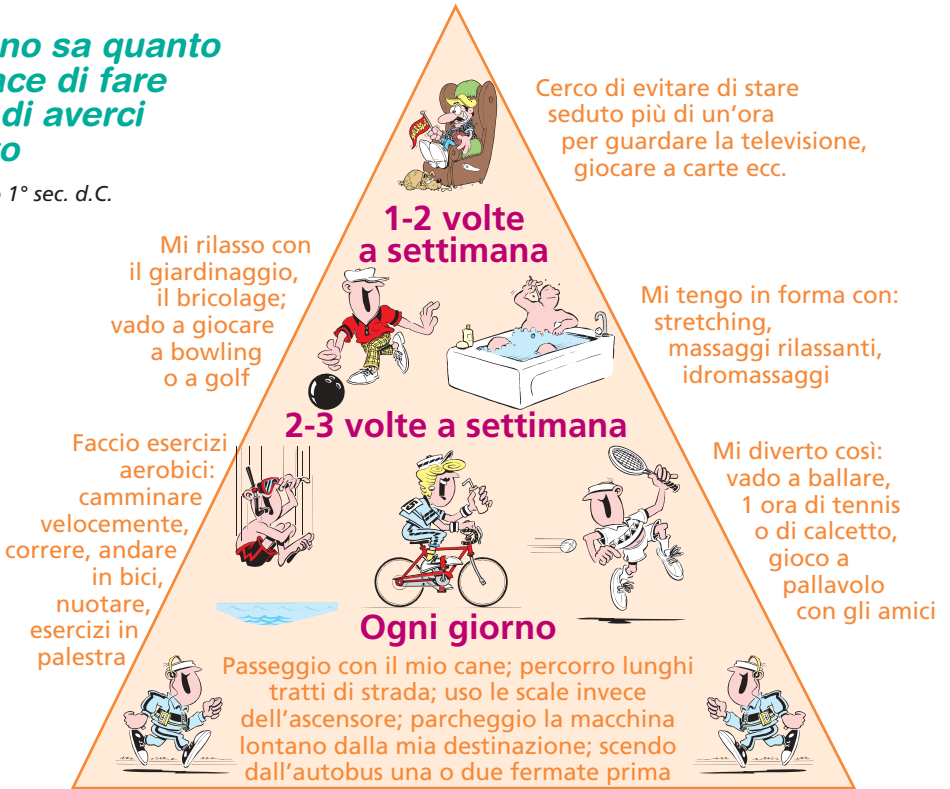 no sa quanto
ace di fare
di averci
o
1° sec. d.C.
Cerco di evitare di stare
seduto più di un'ora
per guardare la televisione,
giocare a carte ecc.
1-2 volte
a settimana
Mi rilasso con
il giardinaggio,
il bricolage;
vado a giocare
a bowling
o a golf
Mi tengo in forma con:
stretching,
massaggi rilassanti,
idromassaggi
2-3 volte a settimana
Faccio esercizi
aerobici:
camminare
velocemente,
correre, andare
in bici,
nuotare,
esercizi in
palestra
Mi diverto così:
vado a ballare,
1 ora di tennis
o di calcetto,
gioco a
pallavolo
con gli amici
Ogni giorno
Passeggio con il mio cane; percorro lunghi
tratti di strada; uso le scale invece
dell'ascensore; parcheggio la macchina
lontano dalla mia destinazione; scendo
dall'autobus una o due fermate prima